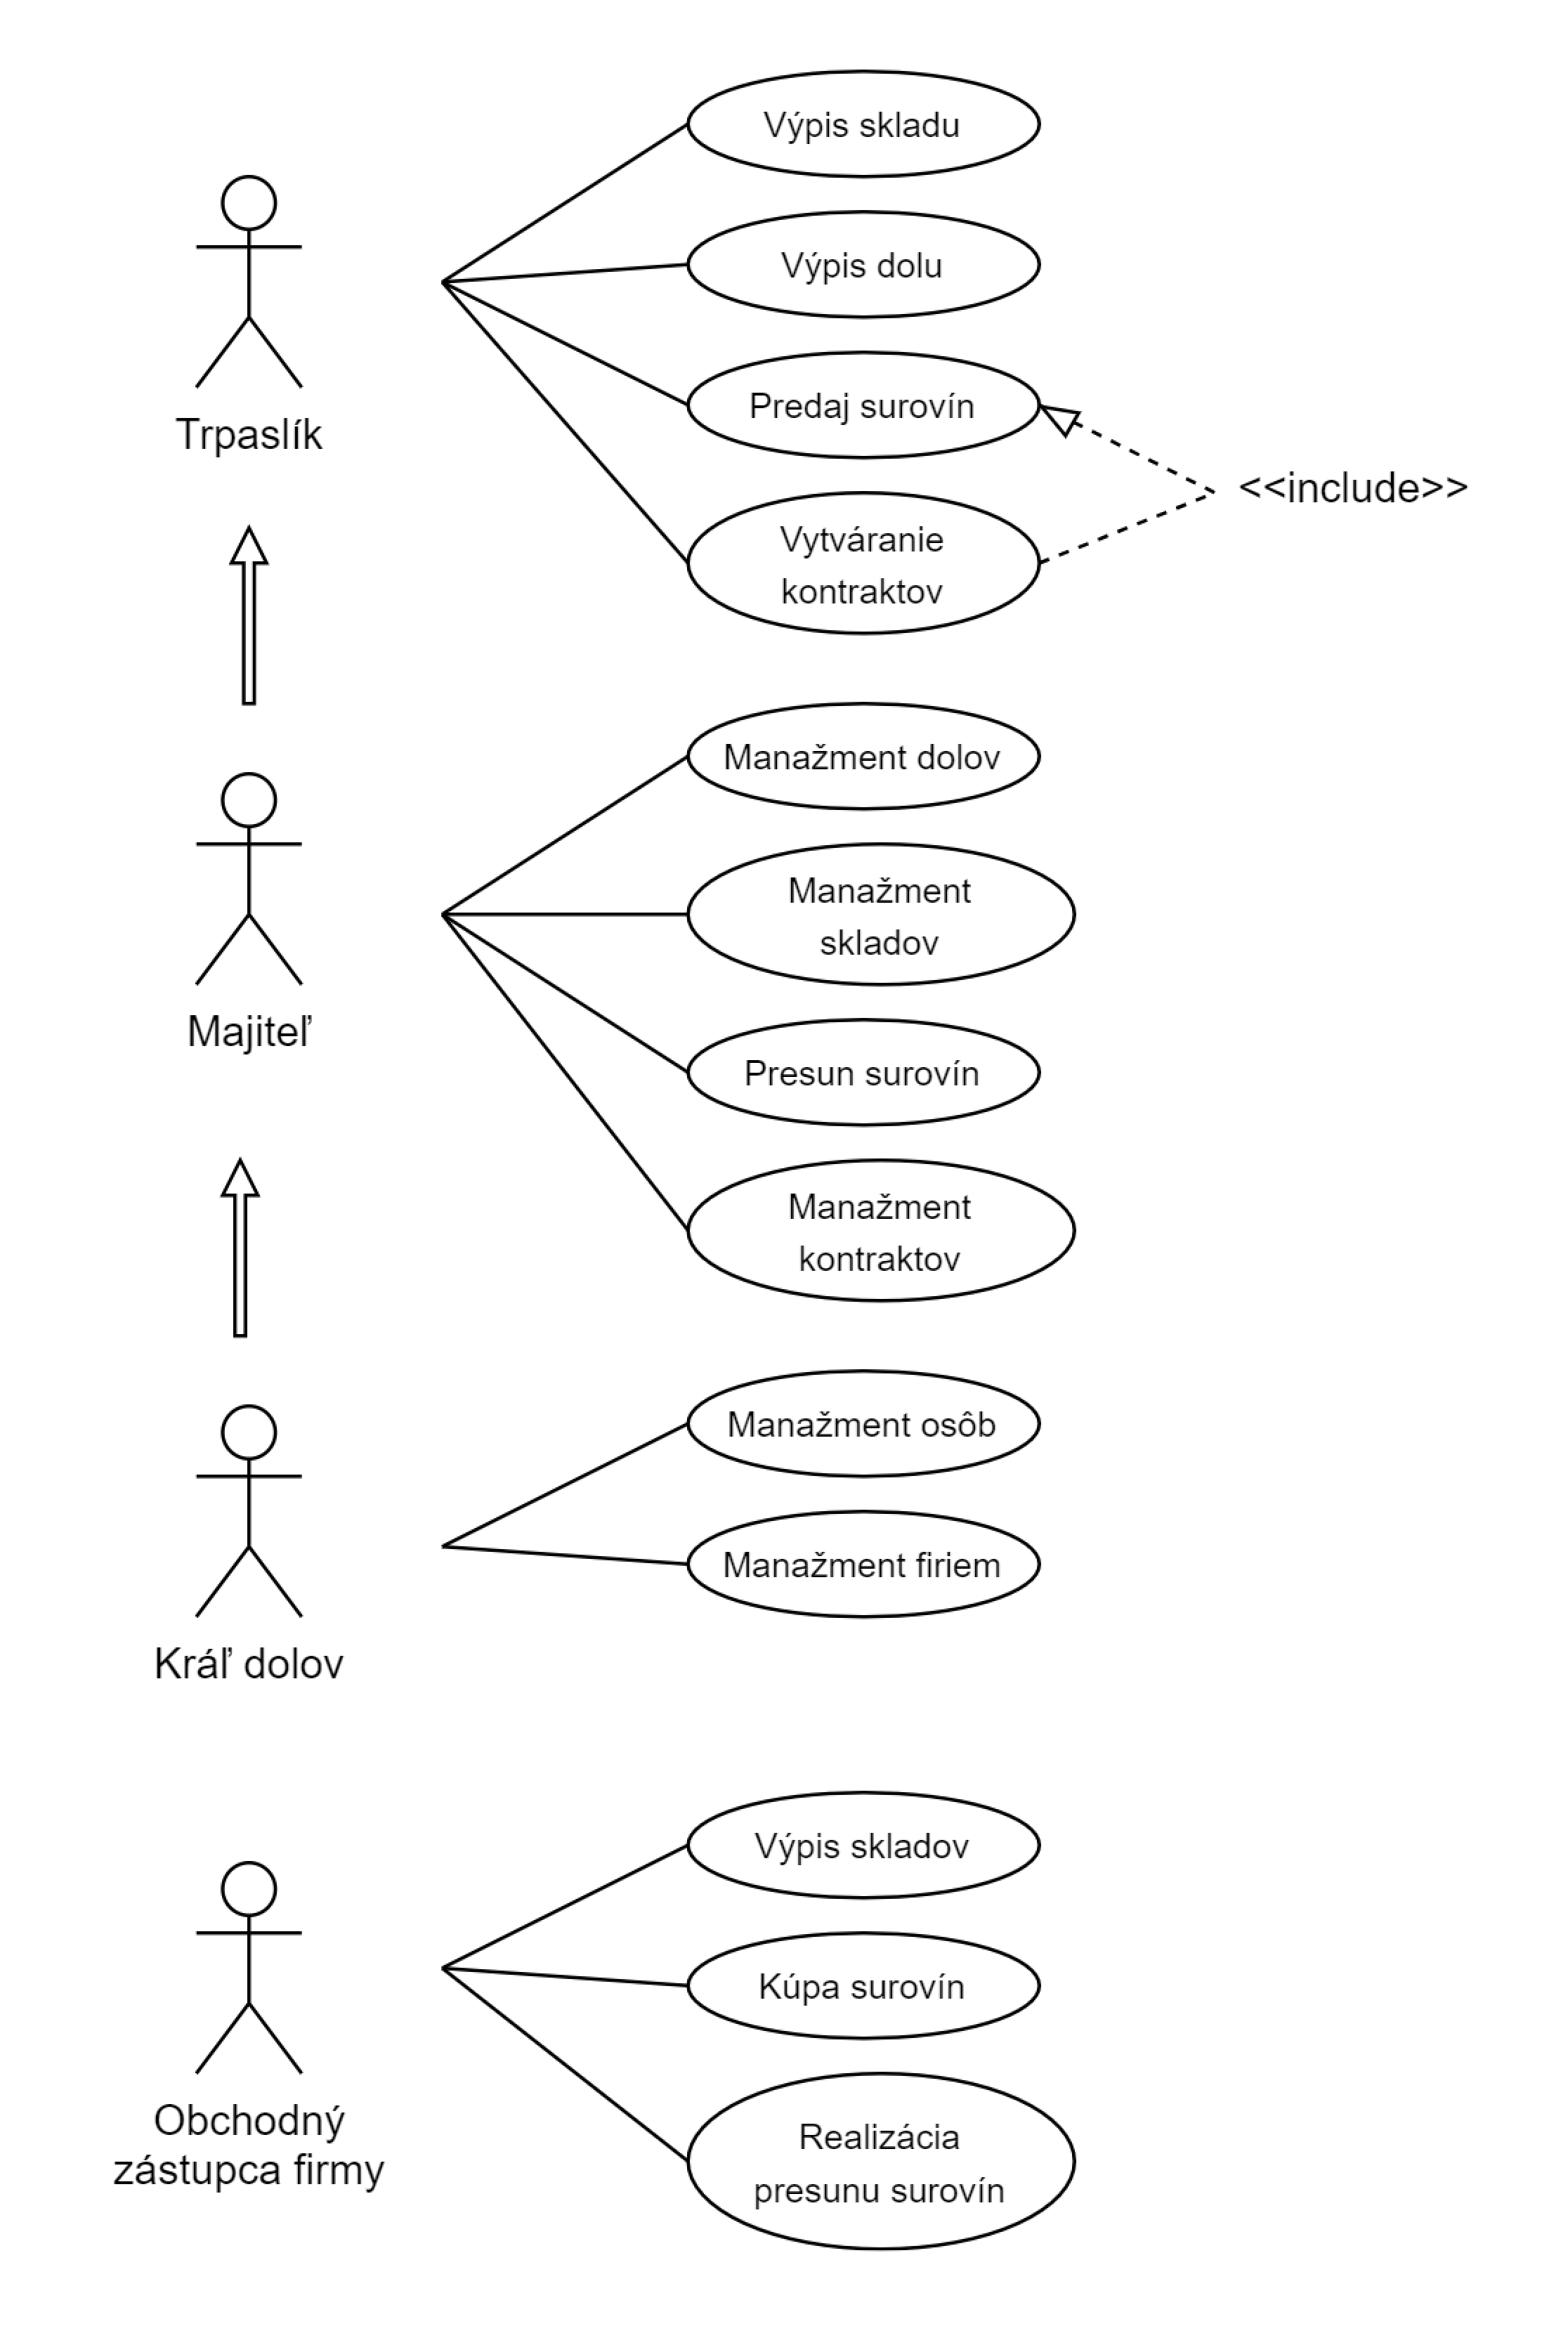 Výpis skladu
Výpis dolu
Predaj surovín
Trpaslík
<<include>>
Vytváranie
kontraktov
Manažment dolov
Manažment
skladov
Majiteľ
Presun surovín
Manažment
kontraktov
Manažment osôb
Manažment firiem
Kráľ dolov
Výpis skladov
Kúpa surovín
Obchodný
zástupca firmy
Realizácia
presunu surovín